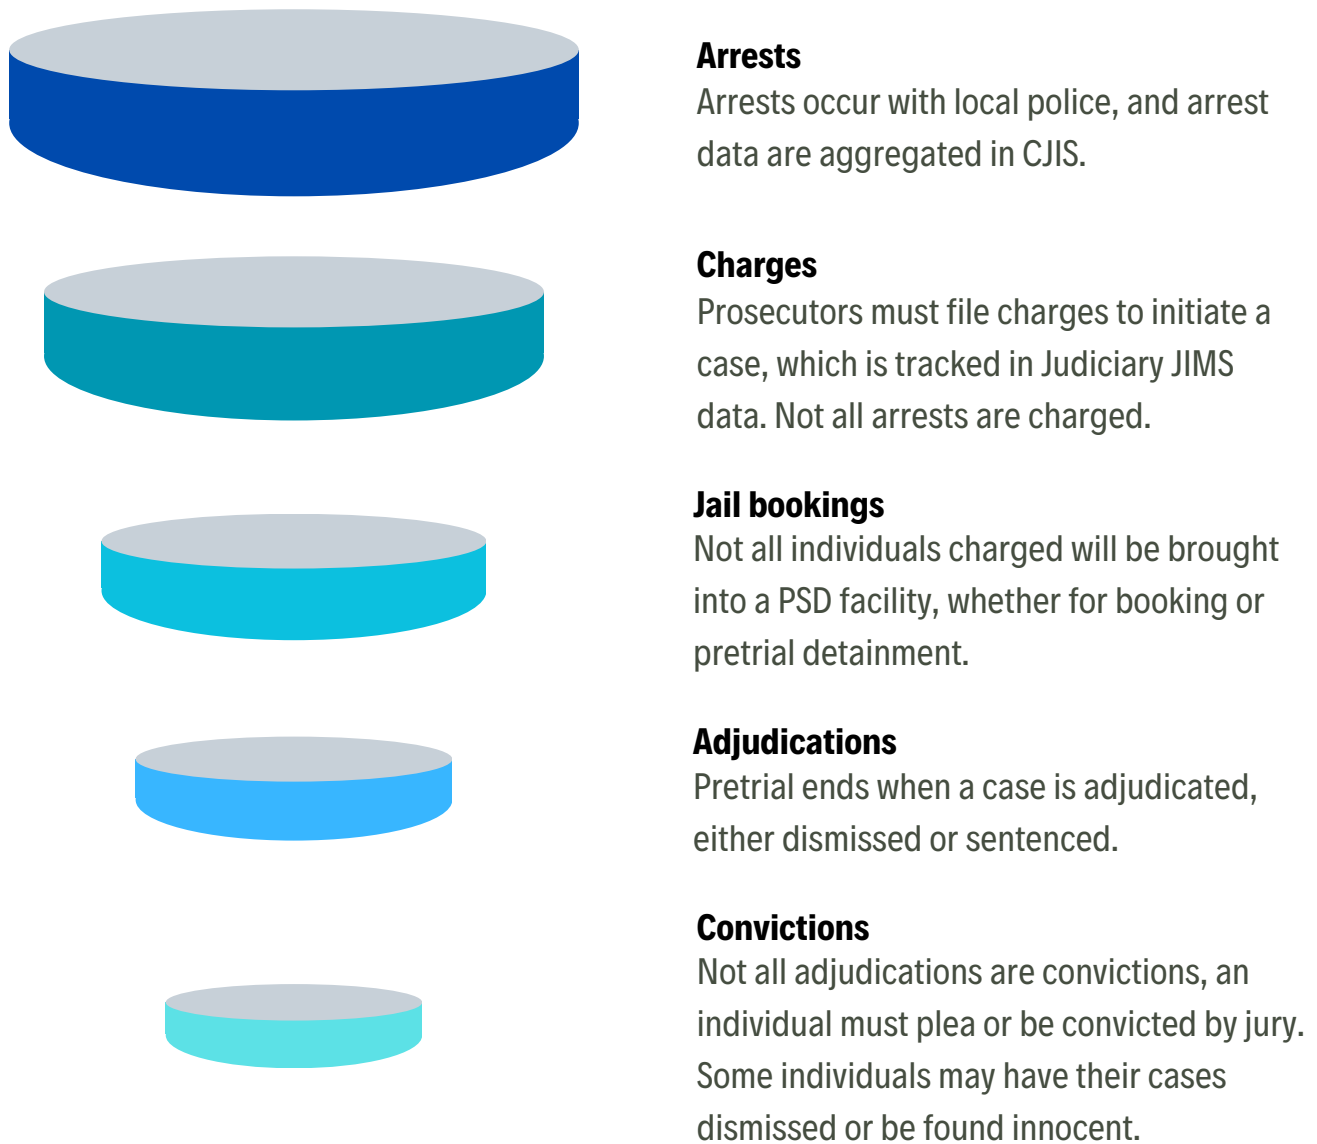 Arrests
Arrests occur with local police, and arrest
data are aggregated in CJIS.
Charges
Prosecutors must file charges to initiate a
case, which is tracked in Judiciary JIMS
data. Not all arrests are charged.
Jail bookings
Not all individuals charged will be brought
into a PSD facility, whether for booking or
pretrial detainment.
Adjudications
Pretrial ends when a case is adjudicated,
either dismissed or sentenced.
Convictions
Not all adjudications are convictions, an
individual must plea or be convicted by jury.
Some individuals may have their cases
dismissed or be found innocent.